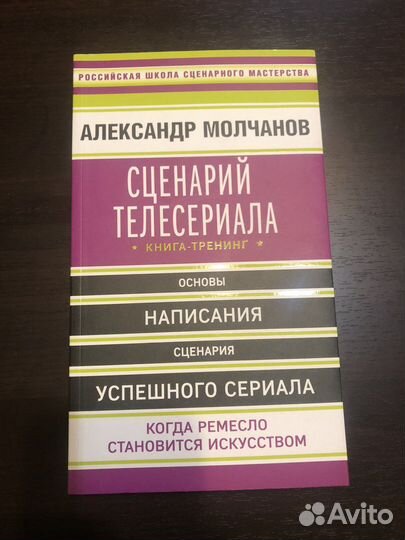 РОССИЙСКАЯ ШКОЛА СЦЕНАРНОГО МАСТЕРСТВА
АЛЕКСАНДР МОЛЧАНОВ
СЦЕНАРИЙ
ТЕЛЕСЕРИАЛА
* КНИГА-ТРЕНИНГ *
ОСНОВЫ
НАПИСАНИЯ
СЦЕНАРИЯ
УСПЕШНОГО СЕРИАЛА
КОГДА РЕМЕСЛО
СТАНОВИТСЯ ИСКУССТВОМ
Avito